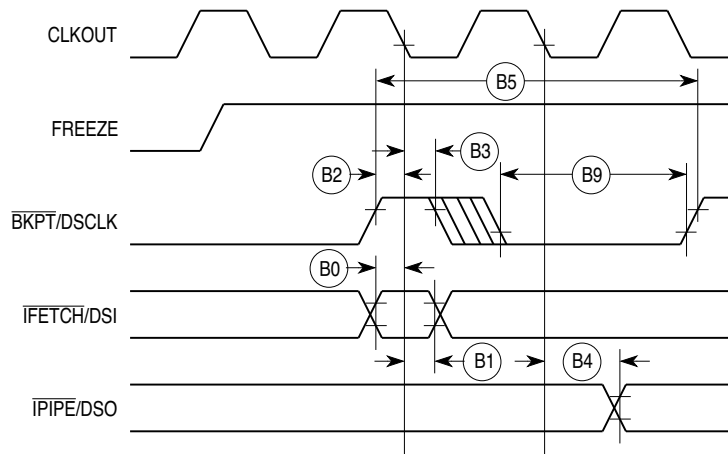 CLKOUT
B5
FREEZE
B3
B2
B9
BKPT/DSCLK
B0
IFETCH/DSI
B1
B4
IPIPE/DSO